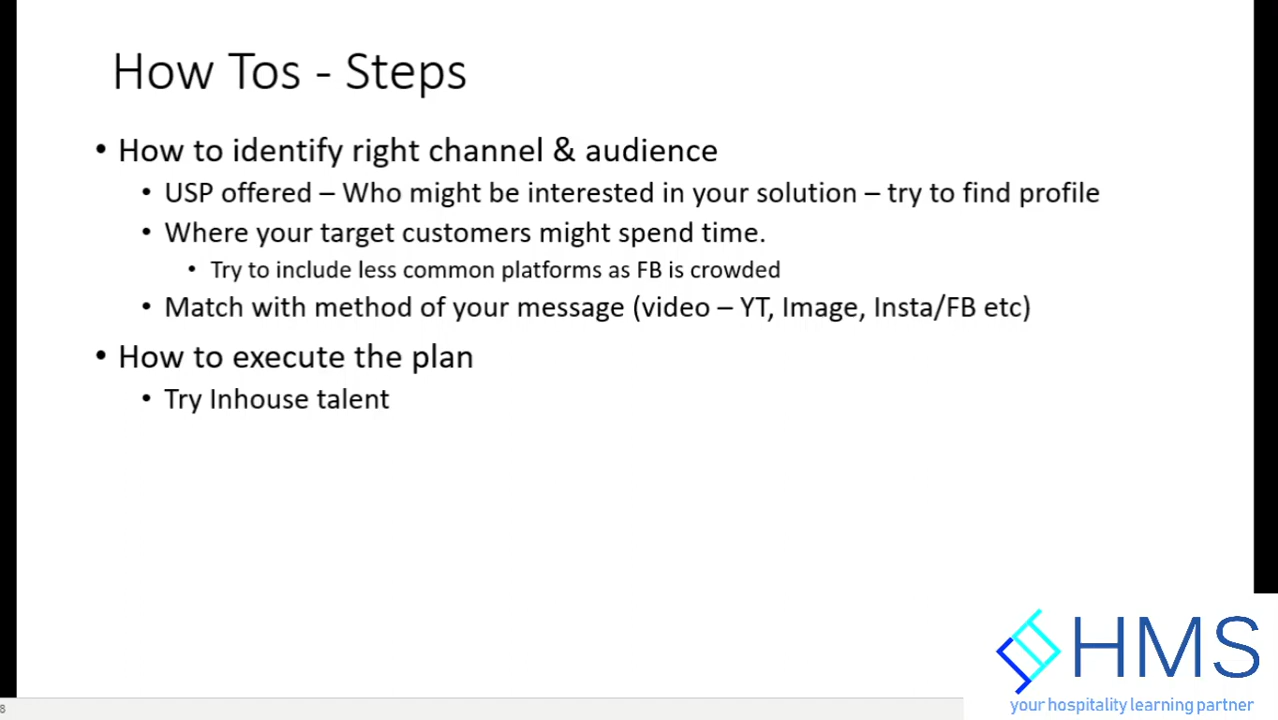 How Tos - Steps
• How to identify right channel & audience
• USP offered – Who might be interested in your solution – try to find profile
• Where your target customers might spend time.
• Try to include less common platforms as FB is crowded
• Match with method of your message (video – YT, Image, Insta/FB etc)
• How to execute the plan
• Try Inhouse talent
HMS
your hospitality learning partner
8